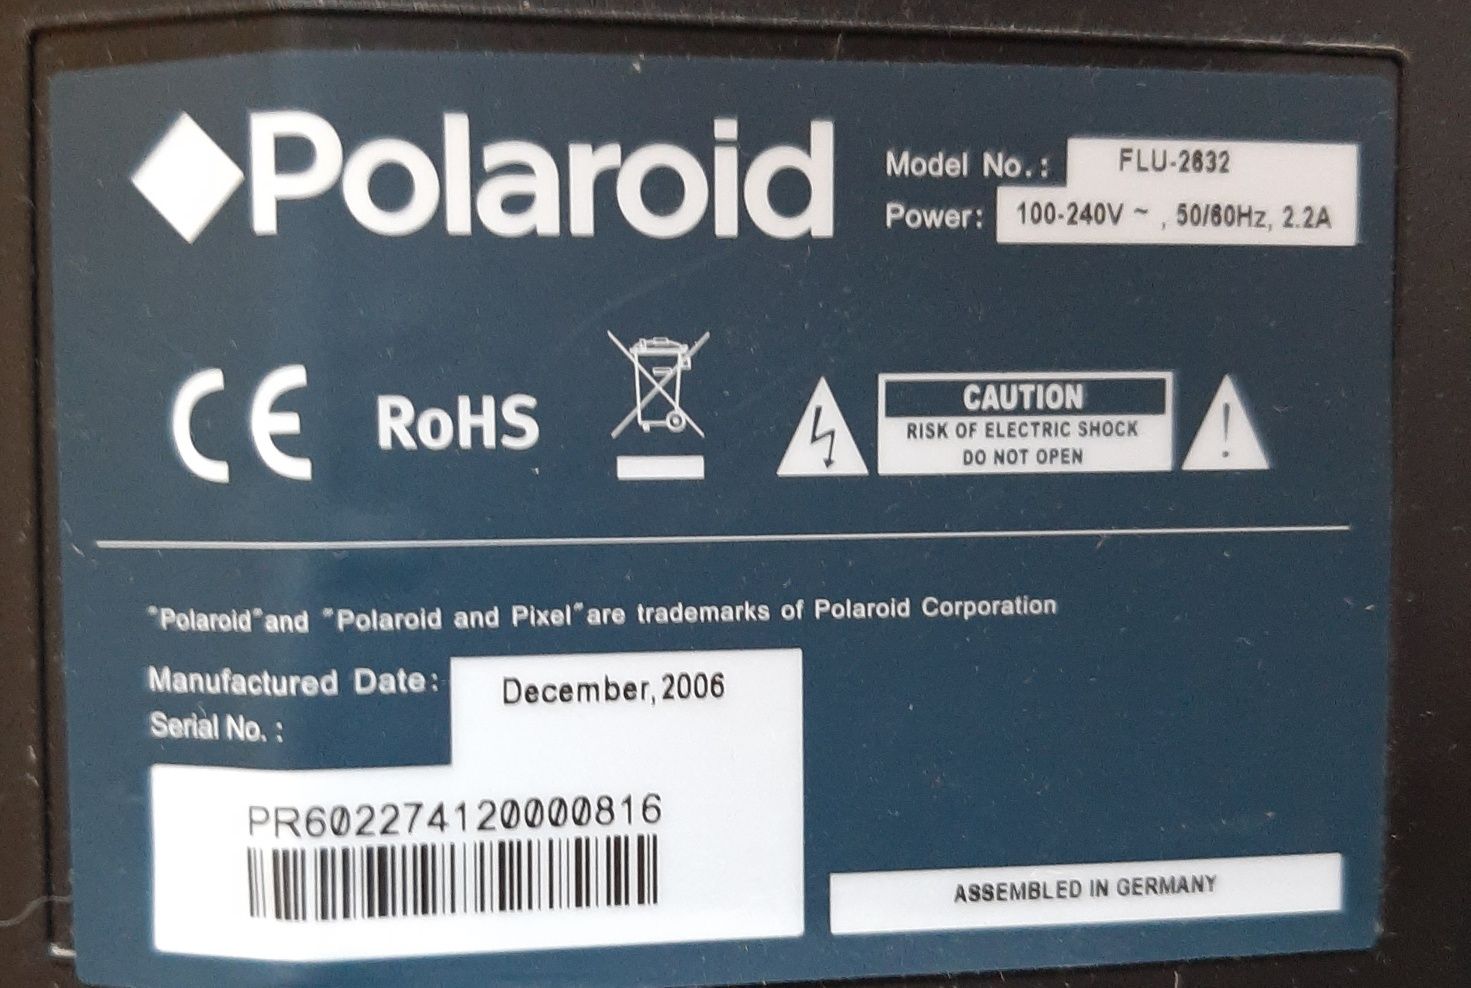 Polaroid
Model No.: FLU-2632
Power: 100-240V ~ , 50/60Hz, 2.2A
CE RoHS
CAUTION
RISK OF ELECTRIC SHOCK
DO NOT OPEN
"Polaroid" and "Polaroid and Pixel" are trademarks of Polaroid Corporation
Manufactured Date: December, 2006
Serial No. :
PR602274120000816
ASSEMBLED IN GERMANY